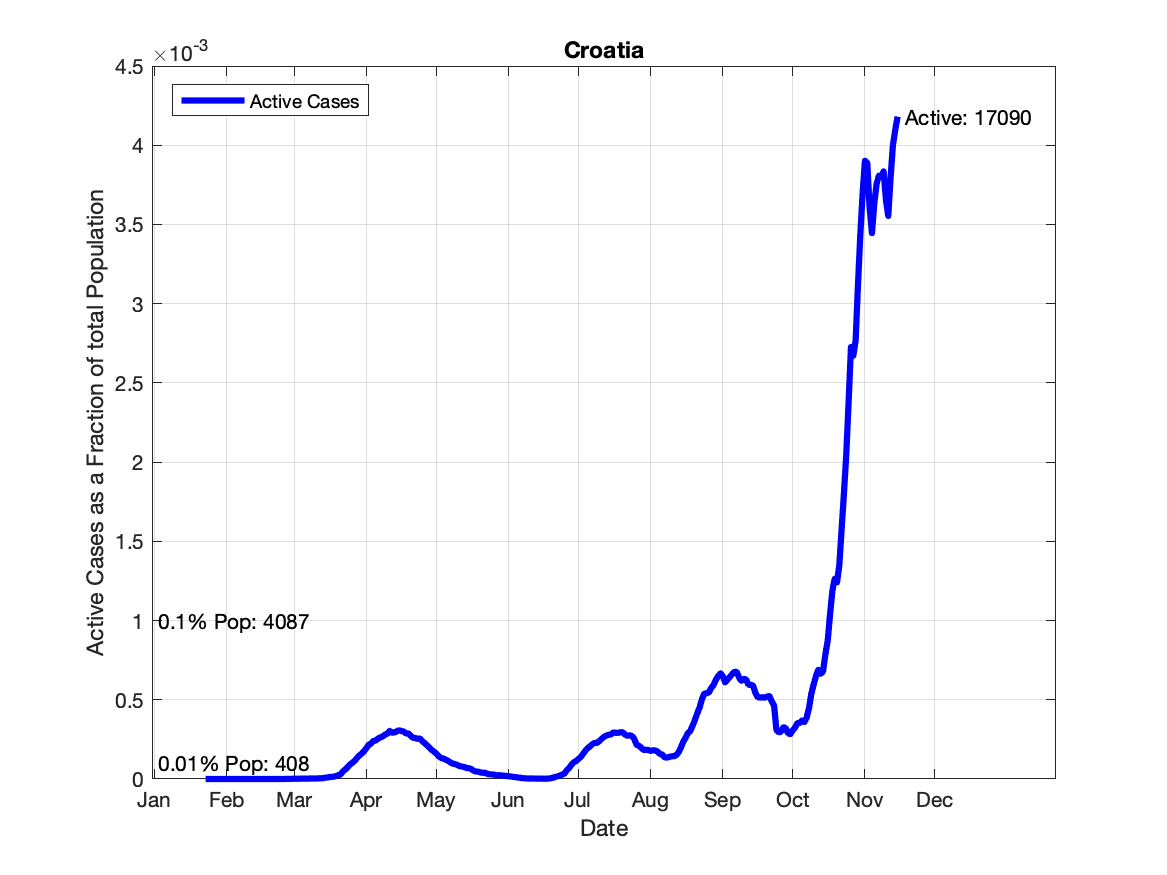 Croatia
×10-3
4.5
4
3.5
3
2.5
2
1.5
1
0.5
0
Active Cases as a Fraction of total Population
Active Cases
Active: 17090
0.1% Pop: 4087
0.01% Pop: 408
Jan Feb Mar Apr May Jun Jul Aug Sep Oct Nov Dec
Date